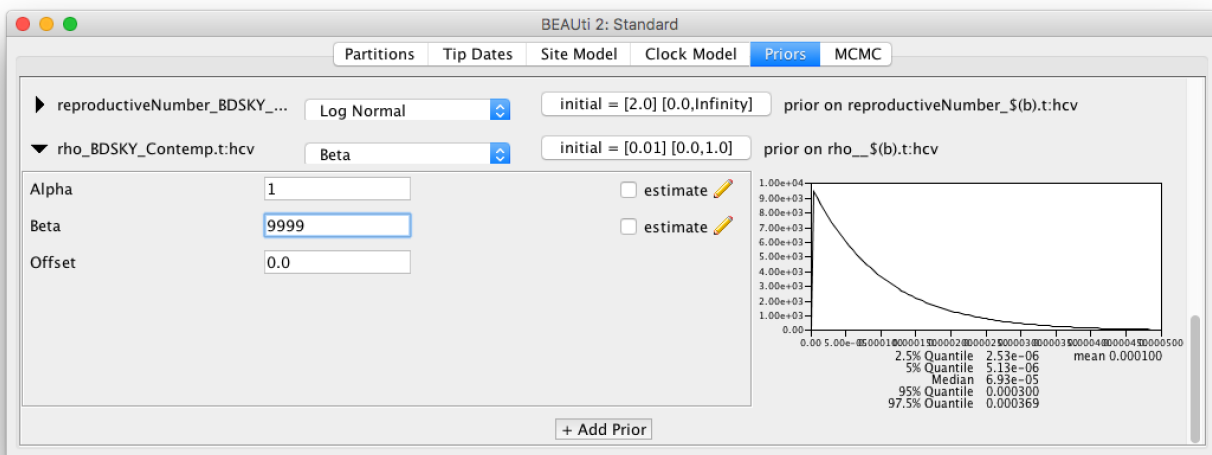 BEAUti 2: Standard
Partitions Tip Dates Site Model Clock Model Priors MCMC
reproductiveNumber_BDSKY_... Log Normal initial = [2.0] [0.0,Infinity] prior on reproductiveNumber_$(b).t:hcv
rho_BDSKY_Contemp.t:hcv Beta initial = [0.01] [0.0,1.0] prior on rho__$(b).t:hcv
Alpha 1 estimate
Beta 9999 estimate
Offset 0.0
1.00e+04
9.00e+03
8.00e+03
7.00e+03
6.00e+03
5.00e+03
4.00e+03
3.00e+03
2.00e+03
1.00e+03
0.00
0.00
2.5% Quantile 2.53e-06 mean 0.000100
5% Quantile 5.13e-06
Median 6.93e-05
95% Quantile 0.000300
97.5% Quantile 0.000369
+ Add Prior